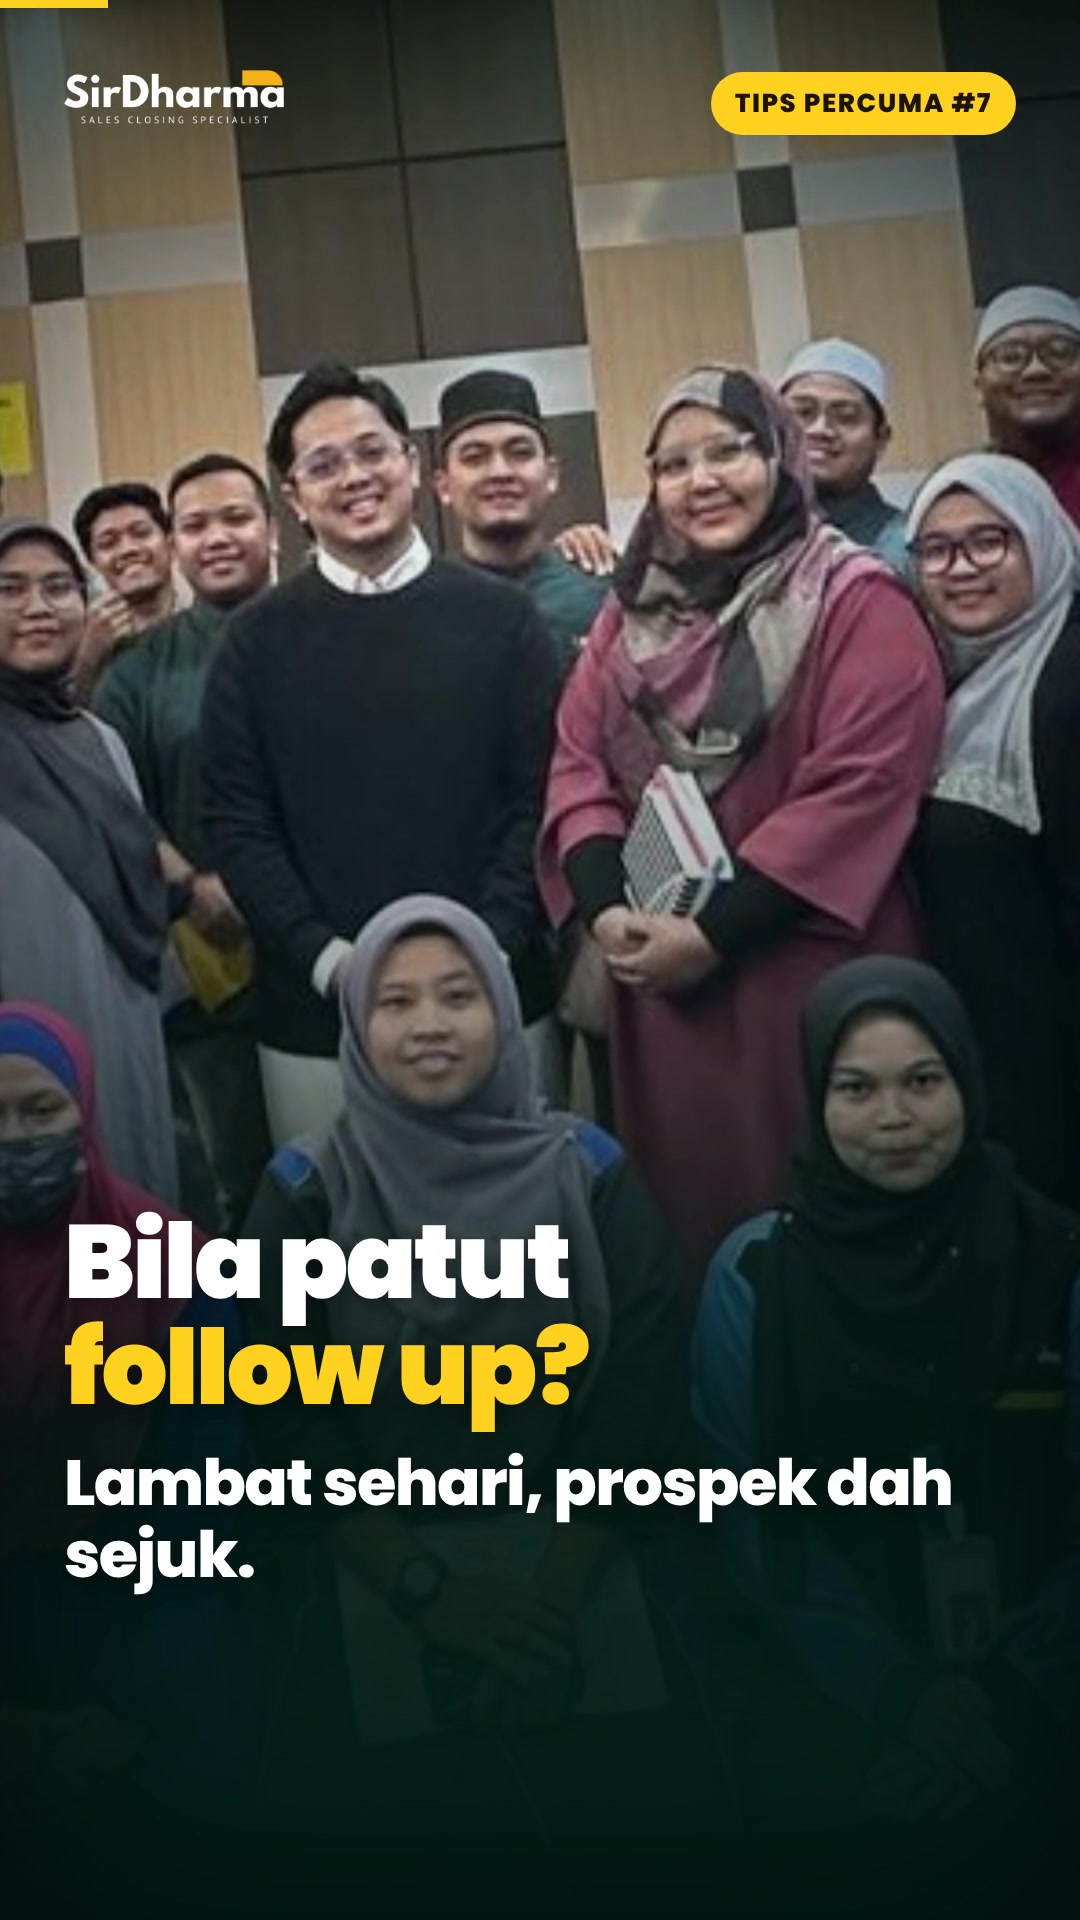 SirDharma
SALES CLOSING SPECIALIST
TIPS PERCUMA #7
Bila patut
follow up?
Lambat sehari, prospek dah
sejuk.